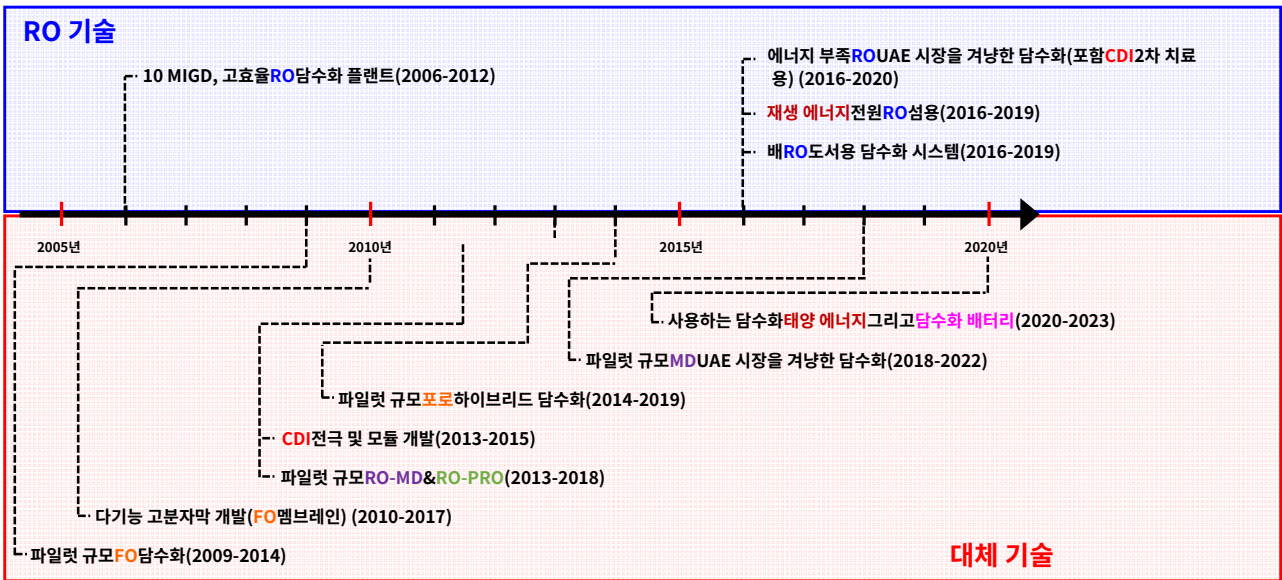 RO 기술
10 MIGD, 고효율RO담수화 플랜트(2006-2012)
에너지 부족ROUAE 시장을 겨냥한 담수화(포함CDI2차 치료
용) (2016-2020)
재생 에너지전원RO섬용(2016-2019)
배RO도서용 담수화 시스템(2016-2019)
2005년
2010년
2015년
2020년
사용하는 담수화태양 에너지그리고담수화 배터리(2020-2023)
파일럿 규모MDUAE 시장을 겨냥한 담수화(2018-2022)
파일럿 규모포로하이브리드 담수화(2014-2019)
CDI전극 및 모듈 개발(2013-2015)
파일럿 규모RO-MD&RO-PRO(2013-2018)
다기능 고분자막 개발(FO멤브레인) (2010-2017)
파일럿 규모FO담수화(2009-2014)
대체 기술